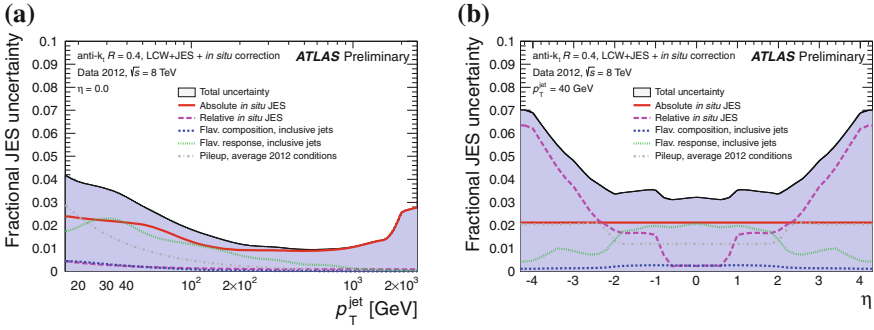 (a)
Fractional JES uncertainty
0.1
0.09
0.08
0.07
0.06
0.05
0.04
0.03
0.02
0.01
0
anti-kt R = 0.4, LCW+JES + in situ correction
ATLAS Preliminary
Data 2012, √s = 8 TeV
η = 0.0
Total uncertainty
Absolute in situ JES
Relative in situ JES
Flav. composition, inclusive jets
Flav. response, inclusive jets
Pileup, average 2012 conditions
20 30 40 10² 2×10² 10³ 2×10³
pT^jet [GeV]
(b)
Fractional JES uncertainty
0.1
0.09
0.08
0.07
0.06
0.05
0.04
0.03
0.02
0.01
0
anti-kt R = 0.4, LCW+JES + in situ correction
ATLAS Preliminary
Data 2012, √s = 8 TeV
pT^jet = 40 GeV
Total uncertainty
Absolute in situ JES
Relative in situ JES
Flav. composition, inclusive jets
Flav. response, inclusive jets
Pileup, average 2012 conditions
-4 -3 -2 -1 0 1 2 3 4
η